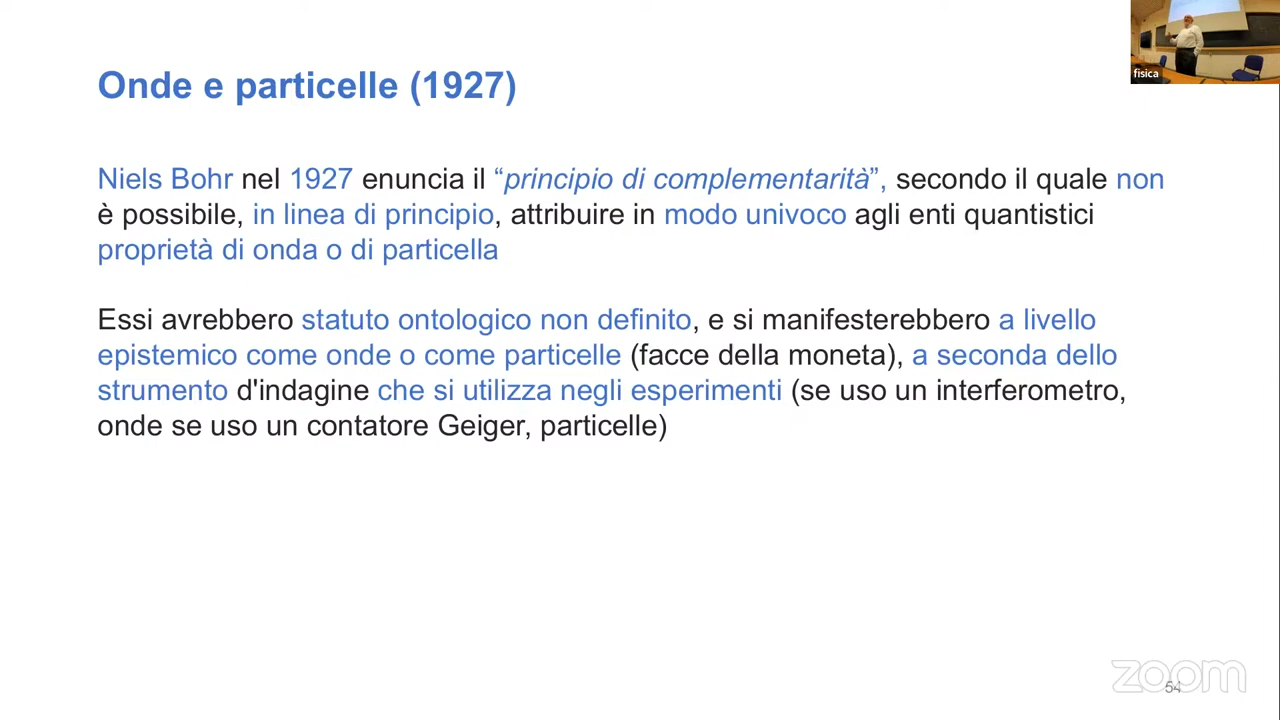 fisica
Onde e particelle (1927)
Niels Bohr nel 1927 enuncia il “principio di complementarità”, secondo il quale non
è possibile, in linea di principio, attribuire in modo univoco agli enti quantistici
proprietà di onda o di particella
Essi avrebbero statuto ontologico non definito, e si manifesterebbero a livello
epistemico come onde o come particelle (facce della moneta), a seconda dello
strumento d'indagine che si utilizza negli esperimenti (se uso un interferometro,
onde se uso un contatore Geiger, particelle)
zoom
54